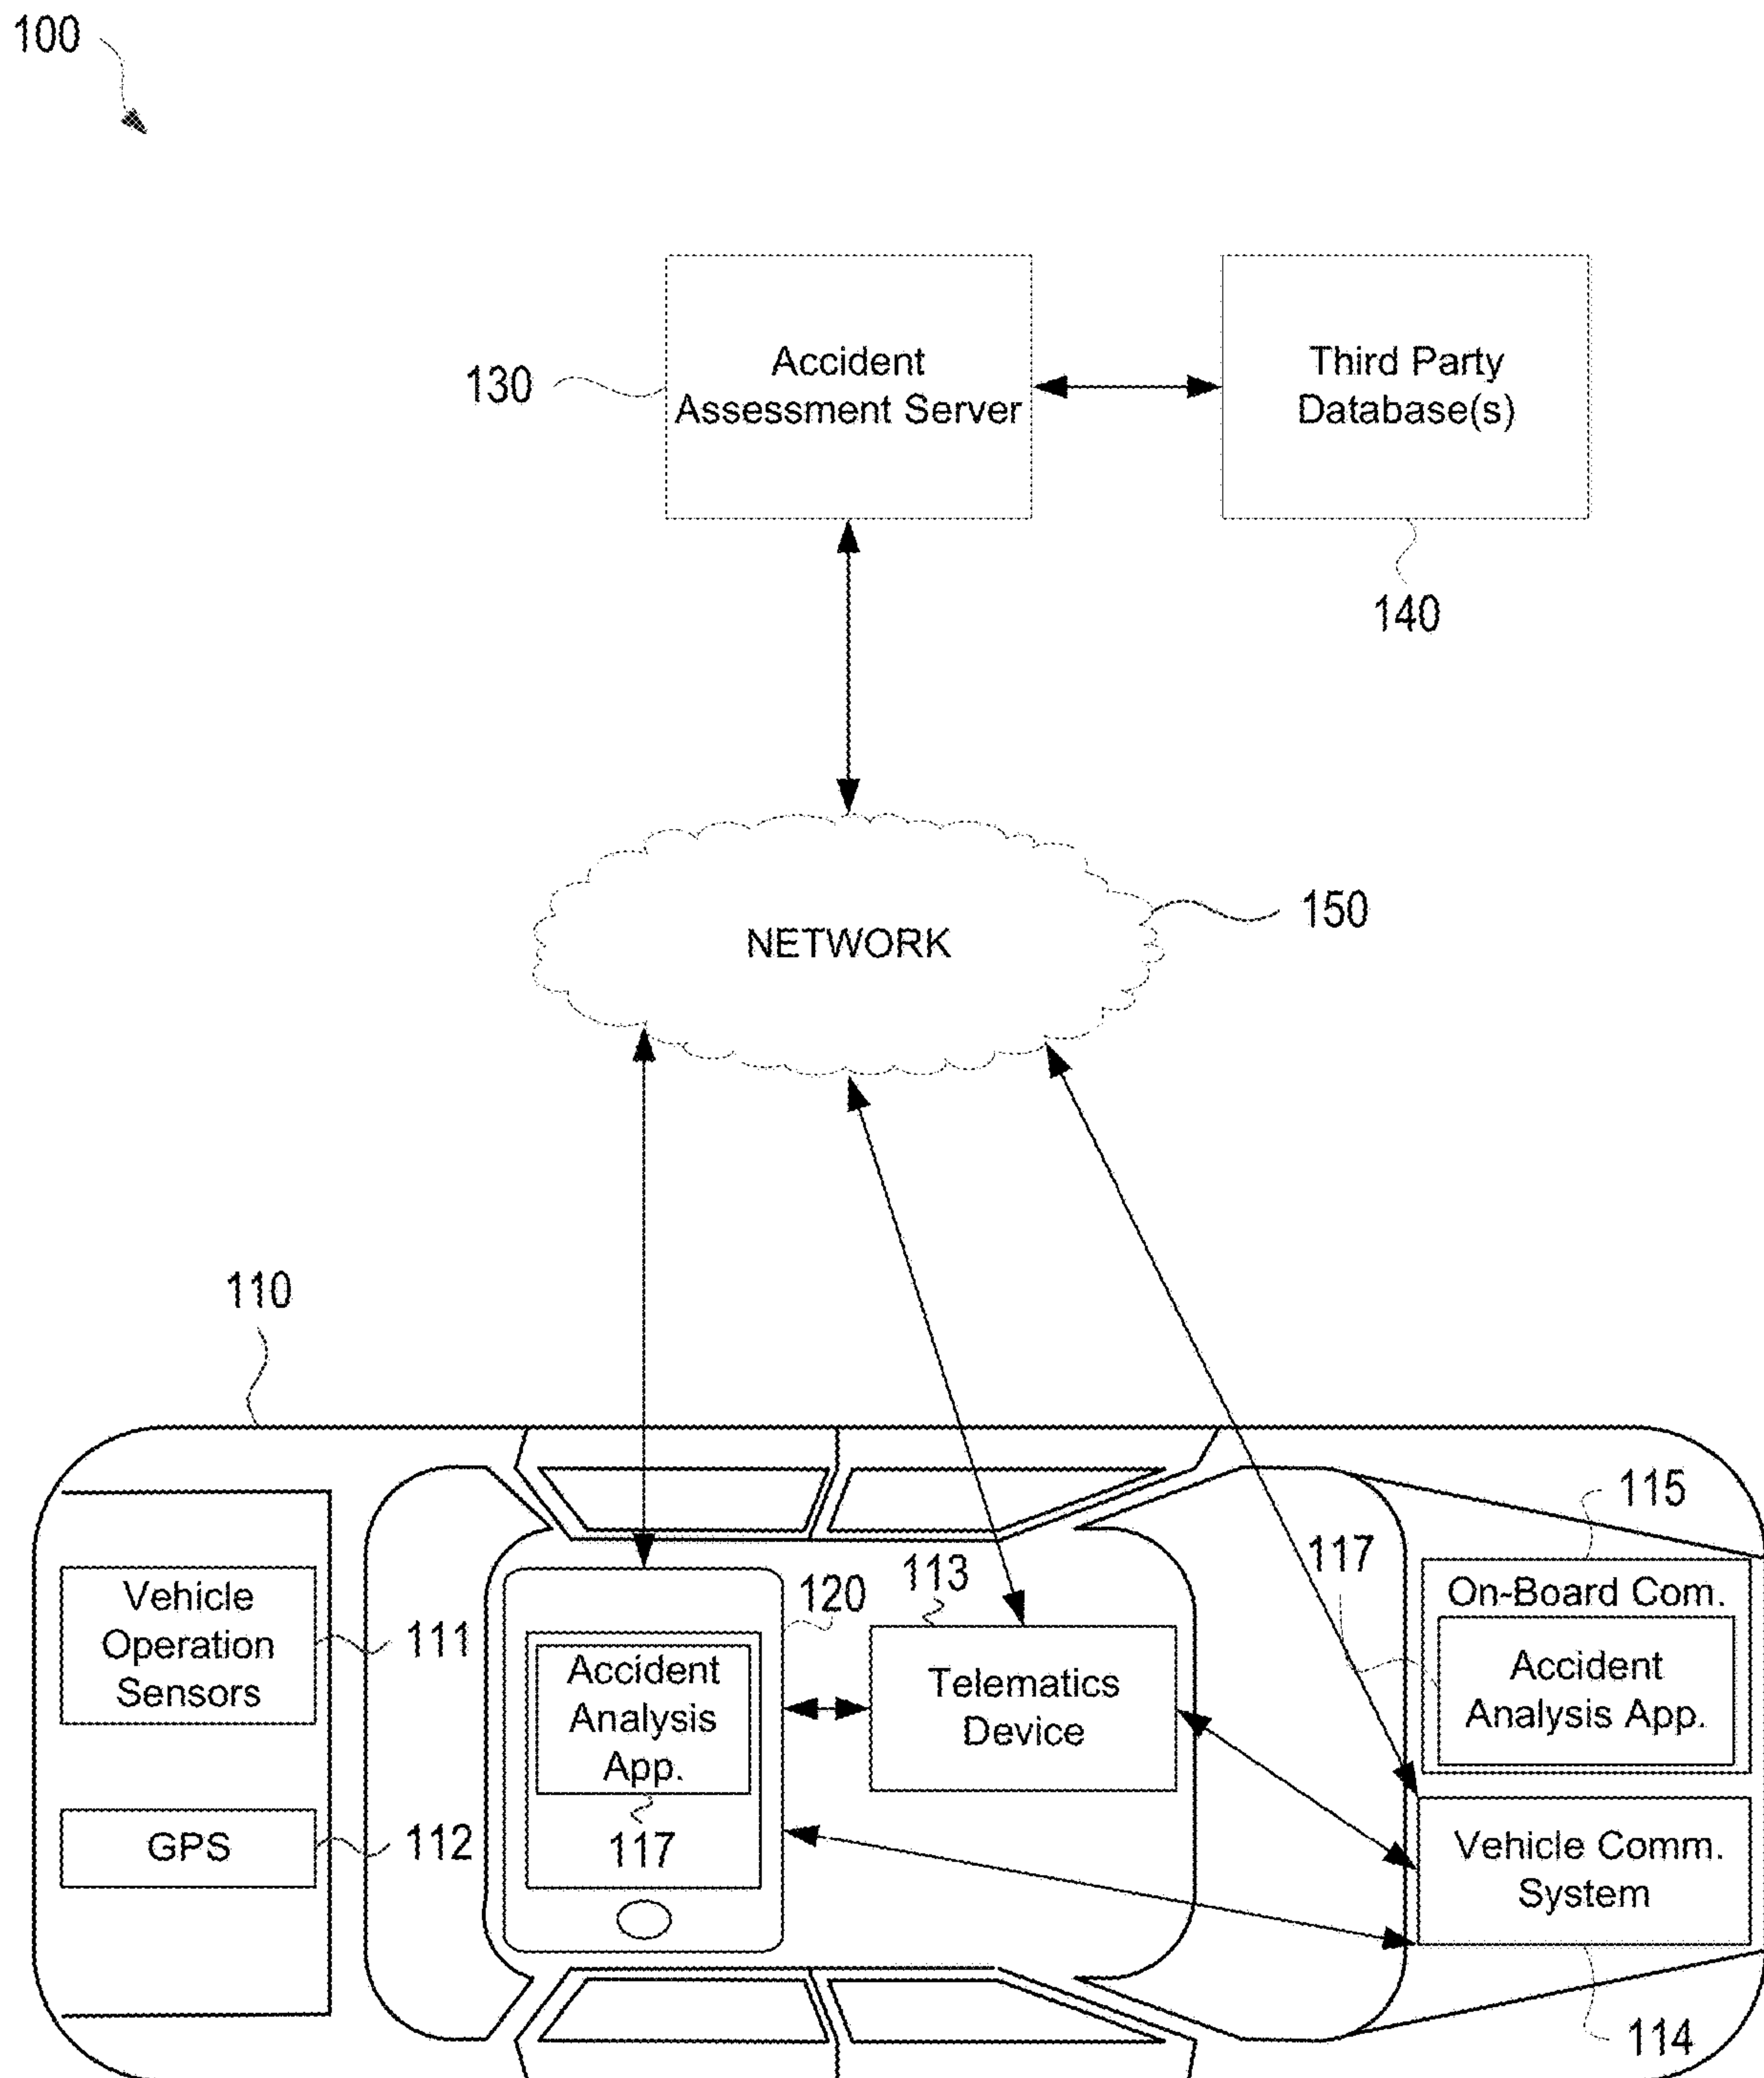 100
130
Accident
Assessment Server
Third Party
Database(s)
140
NETWORK
150
110
115
117
On-Board Com.
Accident
Analysis App.
Vehicle
Operation
Sensors
111
120
113
Accident
Analysis
App.
117
Telematics
Device
GPS
112
Vehicle Comm.
System
114